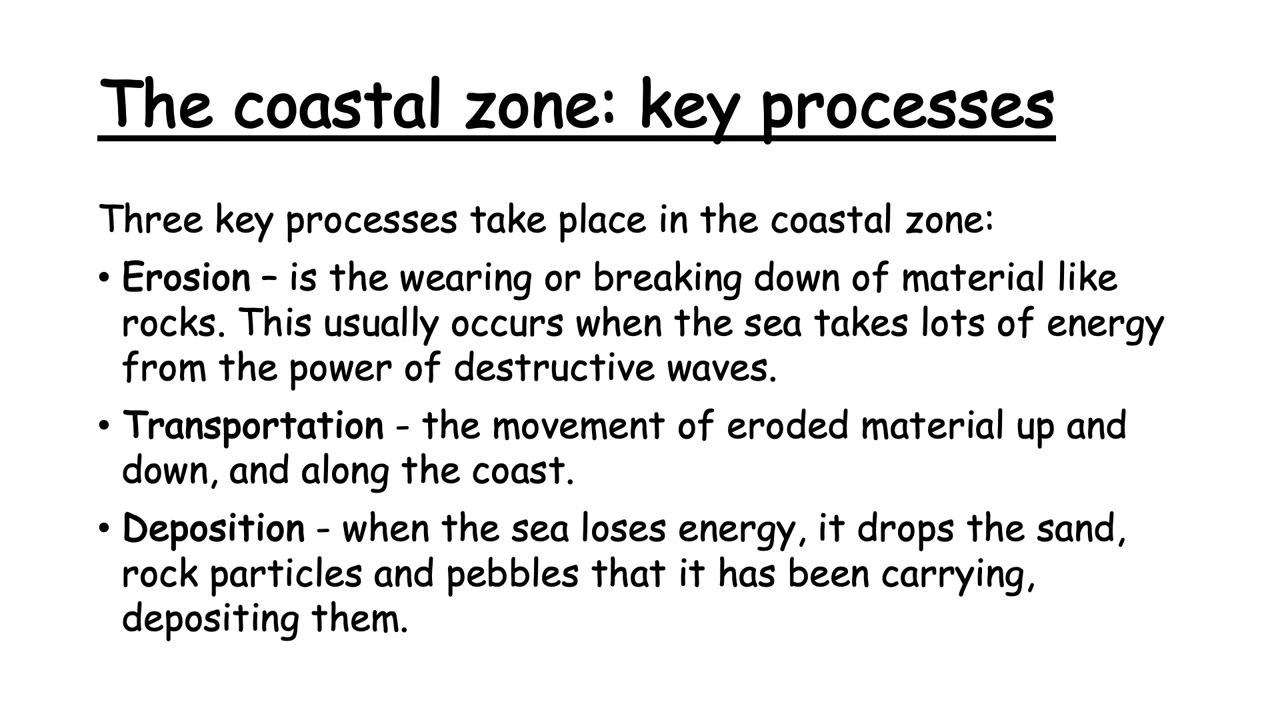 The coastal zone: key processes
Three key processes take place in the coastal zone:
• Erosion – is the wearing or breaking down of material like
rocks. This usually occurs when the sea takes lots of energy
from the power of destructive waves.
• Transportation - the movement of eroded material up and
down, and along the coast.
• Deposition - when the sea loses energy, it drops the sand,
rock particles and pebbles that it has been carrying,
depositing them.